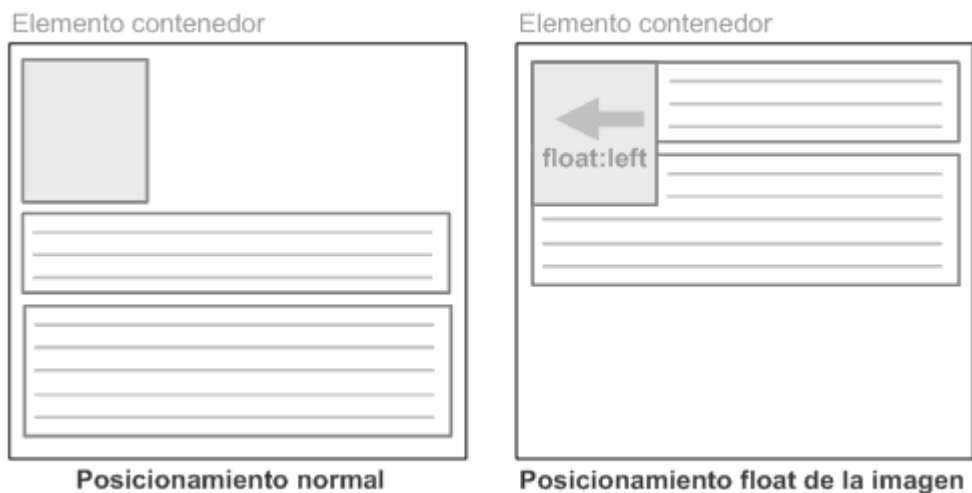 Elemento contenedor
Elemento contenedor
float:left
Posicionamiento normal
Posicionamiento float de la imagen